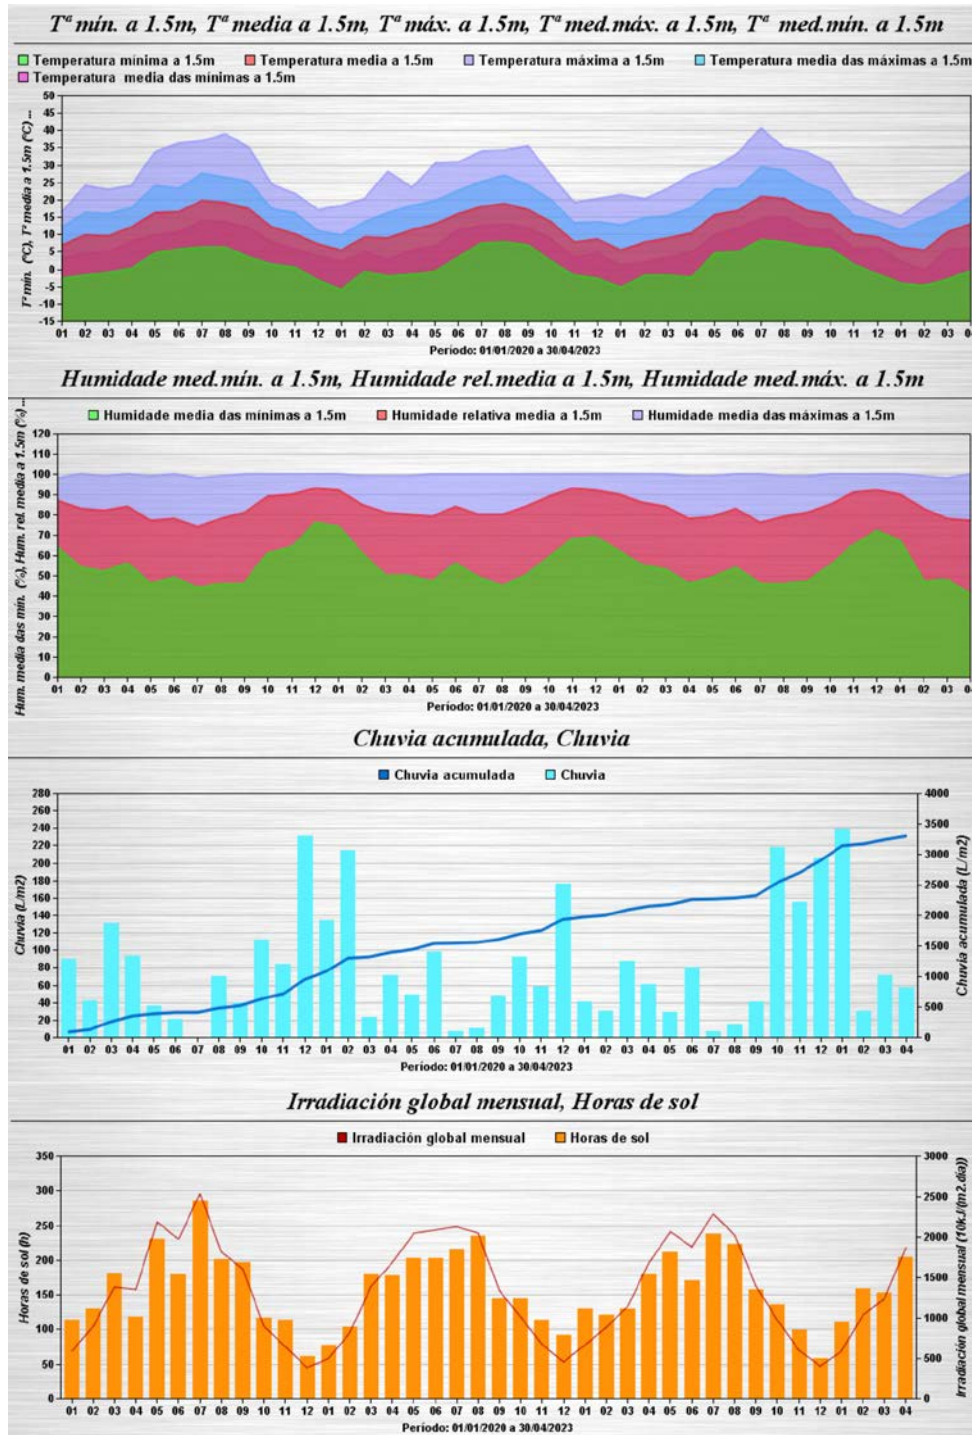 Tª mín. a 1.5m, Tª media a 1.5m, Tª máx. a 1.5m, Tª med.máx. a 1.5m, Tª med.mín. a 1.5m
Temperatura mínima a 1.5m Temperatura media a 1.5m Temperatura máxima a 1.5m Temperatura media das máximas a 1.5m
Temperatura media das mínimas a 1.5m
Tª mín. (ºC), Tª media a 1.5m (ºC) ...
50
45
40
35
30
25
20
15
10
5
0
-5
-10
-15
01 02 03 04 05 06 07 08 09 10 11 12 01 02 03 04 05 06 07 08 09 10 11 12 01 02 03 04 05 06 07 08 09 10 11 12 01 02 03 04
Período: 01/01/2020 a 30/04/2023
Humidade med.mín. a 1.5m, Humidade rel.media a 1.5m, Humidade med.máx. a 1.5m
Humidade media das mínimas a 1.5m Humidade relativa media a 1.5m Humidade media das máximas a 1.5m
Hum. media das mín. (%), Hum. rel. media a 1.5m (%) ...
120
110
100
90
80
70
60
50
40
30
20
10
0
01 02 03 04 05 06 07 08 09 10 11 12 01 02 03 04 05 06 07 08 09 10 11 12 01 02 03 04 05 06 07 08 09 10 11 12 01 02 03 04
Período: 01/01/2020 a 30/04/2023
Chuvia acumulada, Chuvia
Chuvia acumulada Chuvia
Chuvia (L/m2)
280
260
240
220
200
180
160
140
120
100
80
60
40
20
0
4000
3500
3000
2500
2000
1500
1000
500
0
Chuvia acumulada (L/m2)
01 02 03 04 05 06 07 08 09 10 11 12 01 02 03 04 05 06 07 08 09 10 11 12 01 02 03 04 05 06 07 08 09 10 11 12 01 02 03 04
Período: 01/01/2020 a 30/04/2023
Irradiación global mensual, Horas de sol
Irradiación global mensual Horas de sol
Horas de sol (h)
350
300
250
200
150
100
50
0
3000
2500
2000
1500
1000
500
0
Irradiación global mensual (10kJ/(m2.día))
01 02 03 04 05 06 07 08 09 10 11 12 01 02 03 04 05 06 07 08 09 10 11 12 01 02 03 04 05 06 07 08 09 10 11 12 01 02 03 04
Período: 01/01/2020 a 30/04/2023